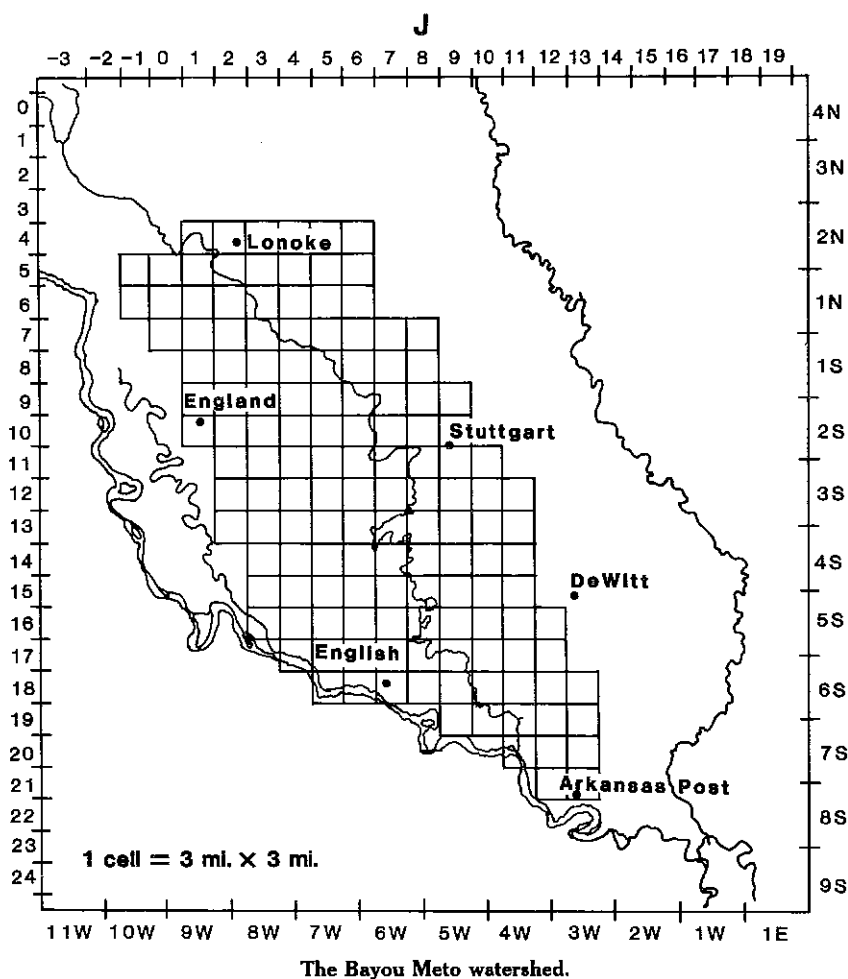 J
-3 -2 -1 0 1 2 3 4 5 6 7 8 9 10 11 12 13 14 15 16 17 18 19
0
1
2
3
4
5
6
7
8
9
10
11
12
13
14
15
16
17
18
19
20
21
22
23
24
4N
3N
2N
1N
1S
2S
3S
4S
5S
6S
7S
8S
9S
Lonoke
England
Stuttgart
DeWitt
English
Arkansas Post
1 cell = 3 mi. × 3 mi.
11W 10W 9W 8W 7W 6W 5W 4W 3W 2W 1W 1E
The Bayou Meto watershed.